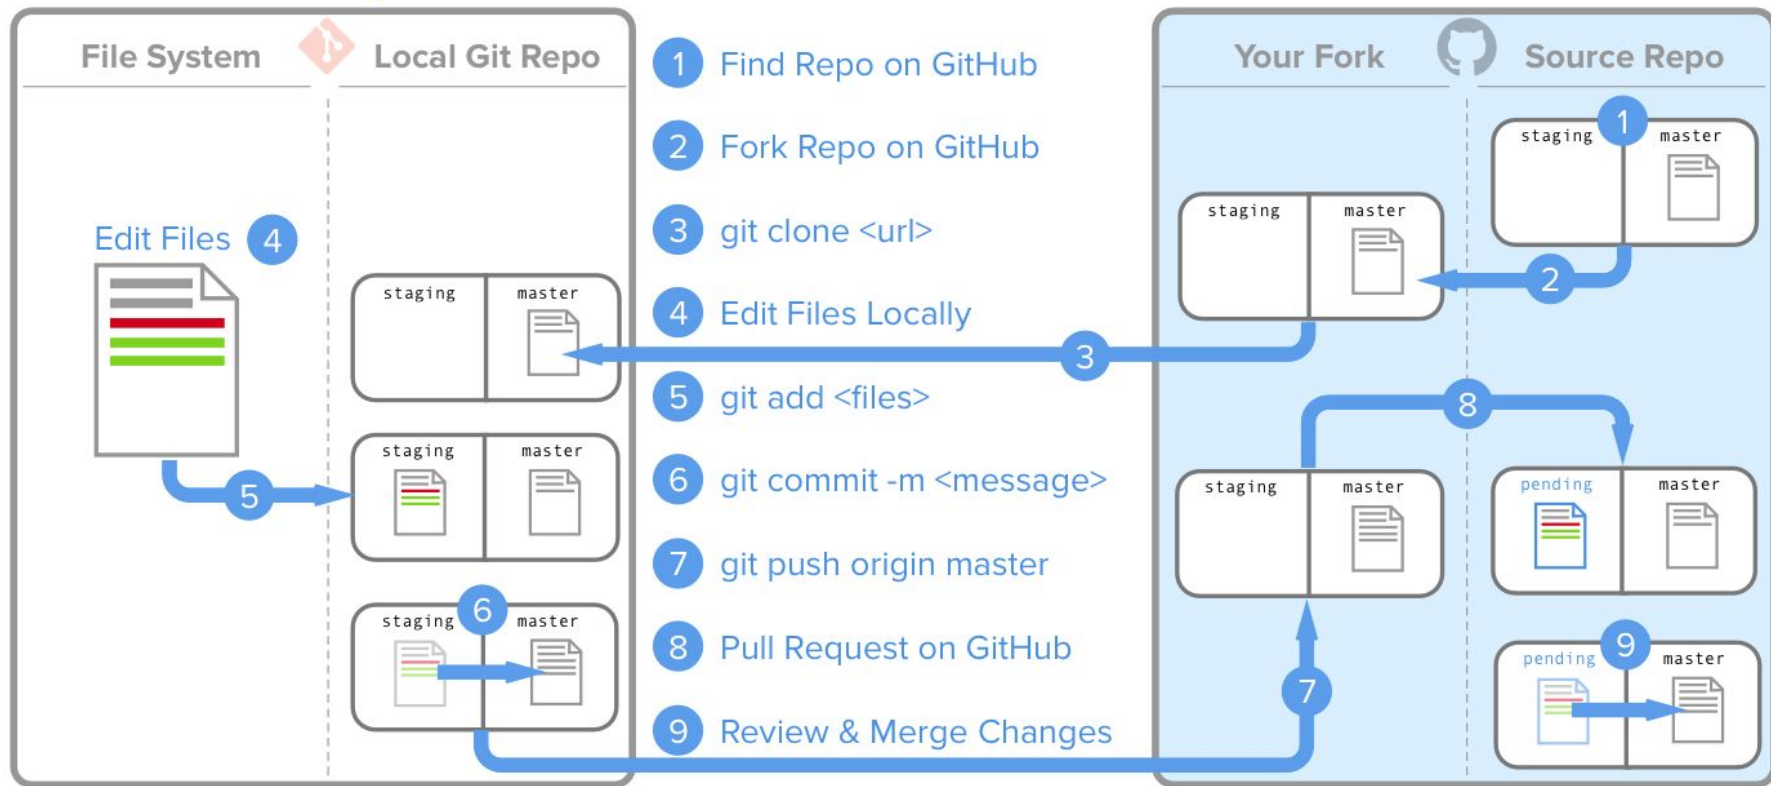 File System
Local Git Repo
Edit Files 4
staging master
5
staging master
6
staging master
1 Find Repo on GitHub
2 Fork Repo on GitHub
3 git clone <url>
4 Edit Files Locally
5 git add <files>
6 git commit -m <message>
7 git push origin master
8 Pull Request on GitHub
9 Review & Merge Changes
3
7
Your Fork
Source Repo
1
staging master
staging master
2
8
staging master
pending master
9
pending master